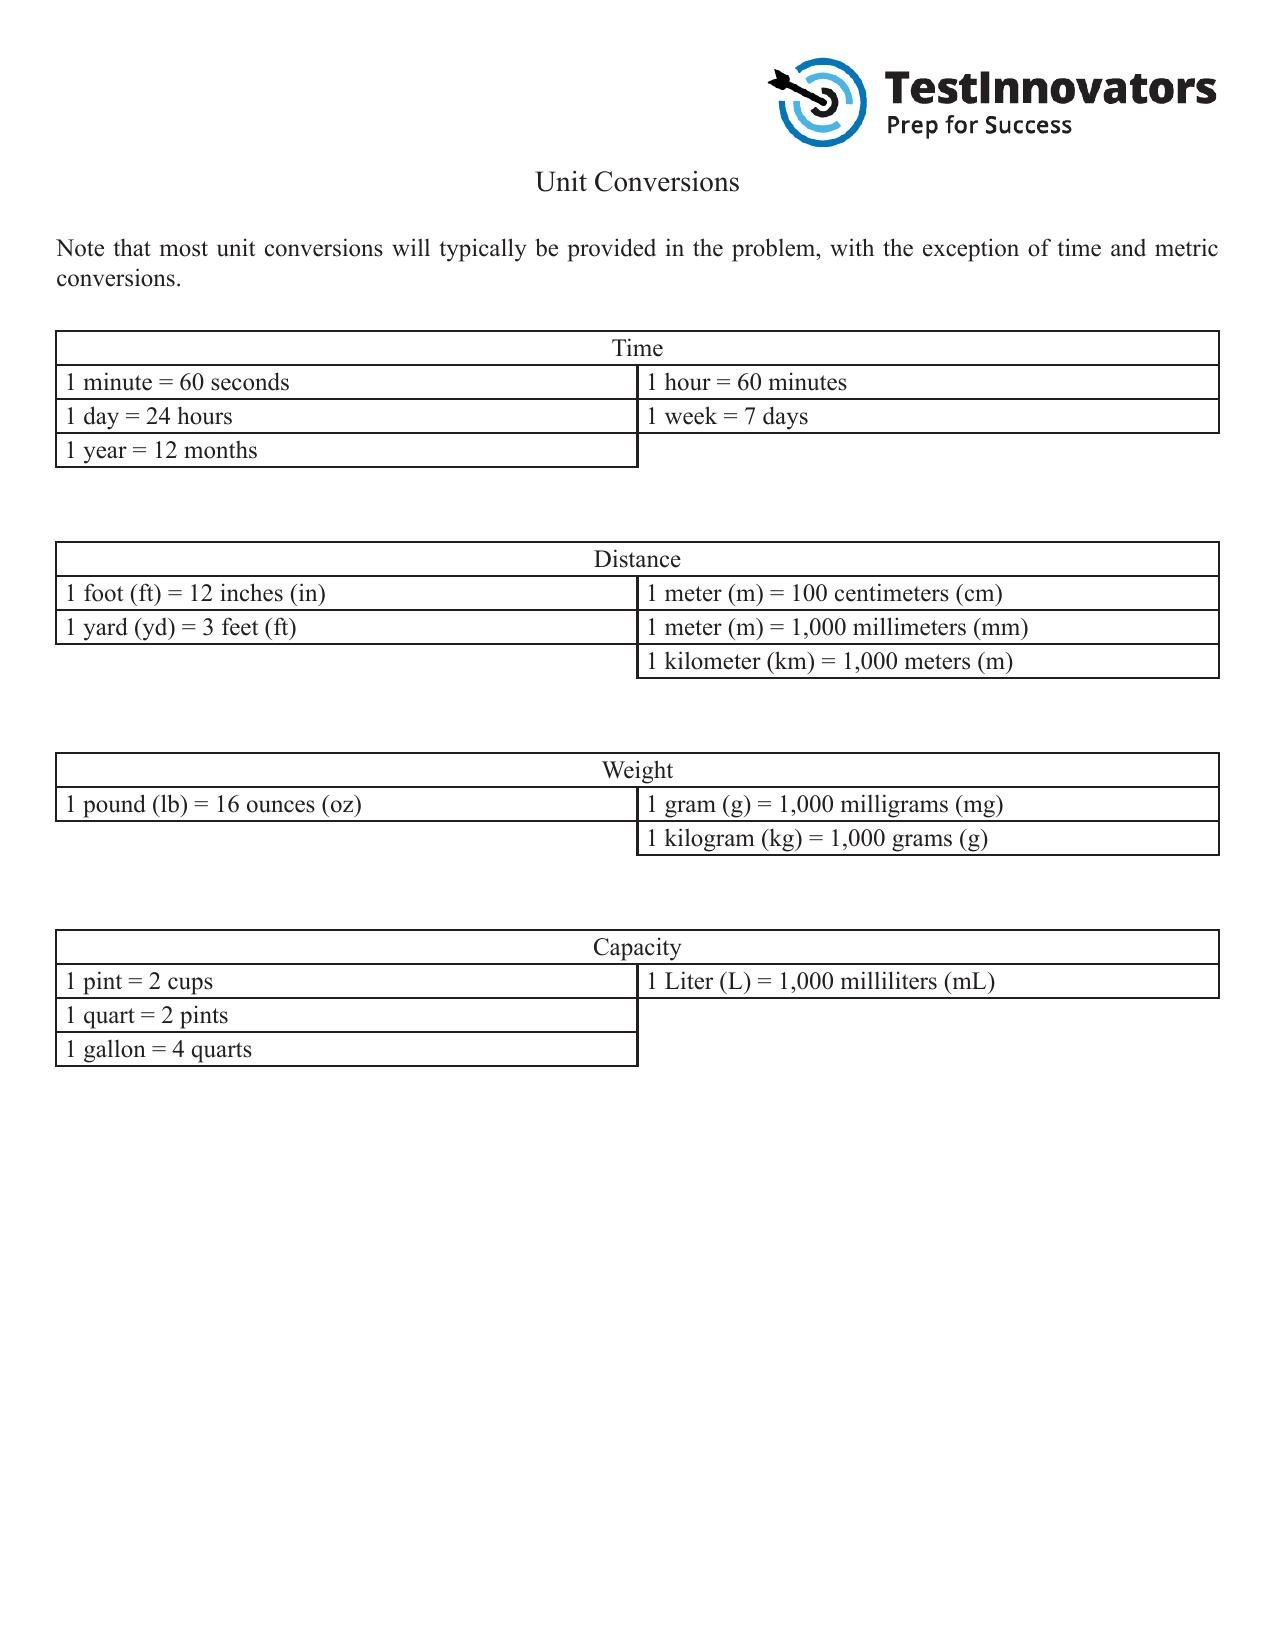 TestInnovators
Prep for Success
Unit Conversions
Note that most unit conversions will typically be provided in the problem, with the exception of time and metric
conversions.
Time
1 minute = 60 seconds
1 hour = 60 minutes
1 day = 24 hours
1 week = 7 days
1 year = 12 months
Distance
1 foot (ft) = 12 inches (in)
1 meter (m) = 100 centimeters (cm)
1 yard (yd) = 3 feet (ft)
1 meter (m) = 1,000 millimeters (mm)
1 kilometer (km) = 1,000 meters (m)
Weight
1 pound (lb) = 16 ounces (oz)
1 gram (g) = 1,000 milligrams (mg)
1 kilogram (kg) = 1,000 grams (g)
Capacity
1 pint = 2 cups
1 Liter (L) = 1,000 milliliters (mL)
1 quart = 2 pints
1 gallon = 4 quarts